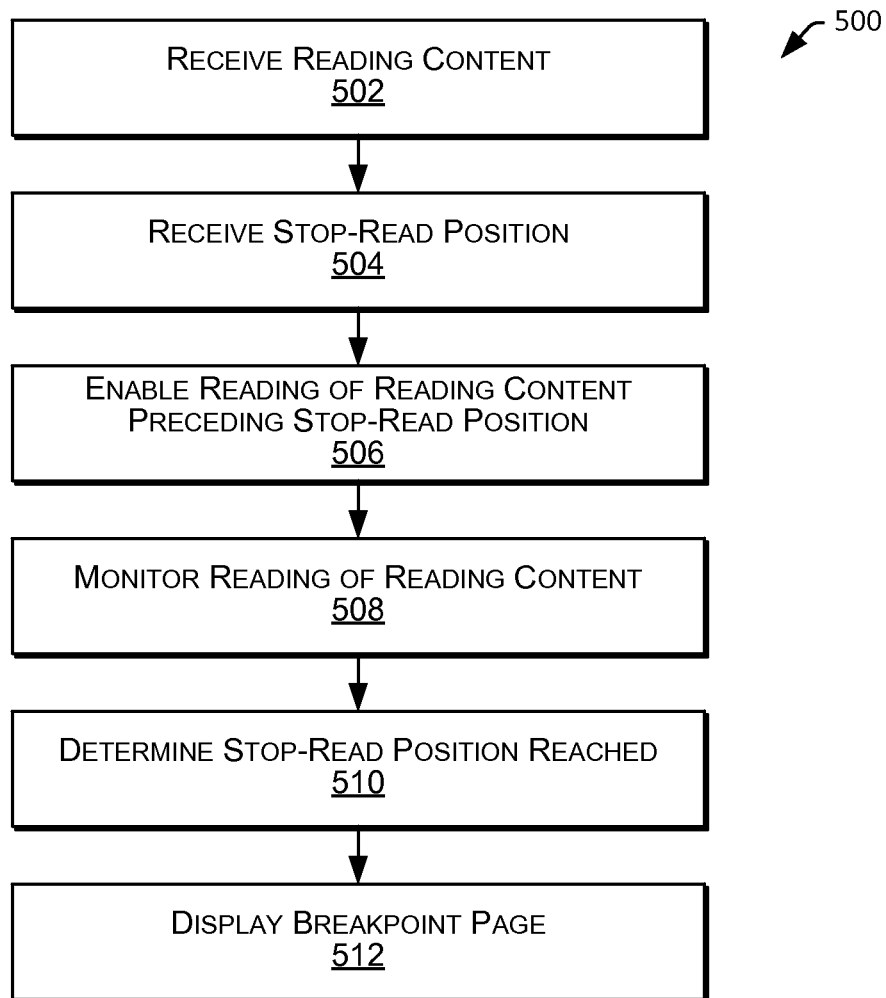 500
RECEIVE READING CONTENT
502
RECEIVE STOP-READ POSITION
504
ENABLE READING OF READING CONTENT
PRECEDING STOP-READ POSITION
506
MONITOR READING OF READING CONTENT
508
DETERMINE STOP-READ POSITION REACHED
510
DISPLAY BREAKPOINT PAGE
512